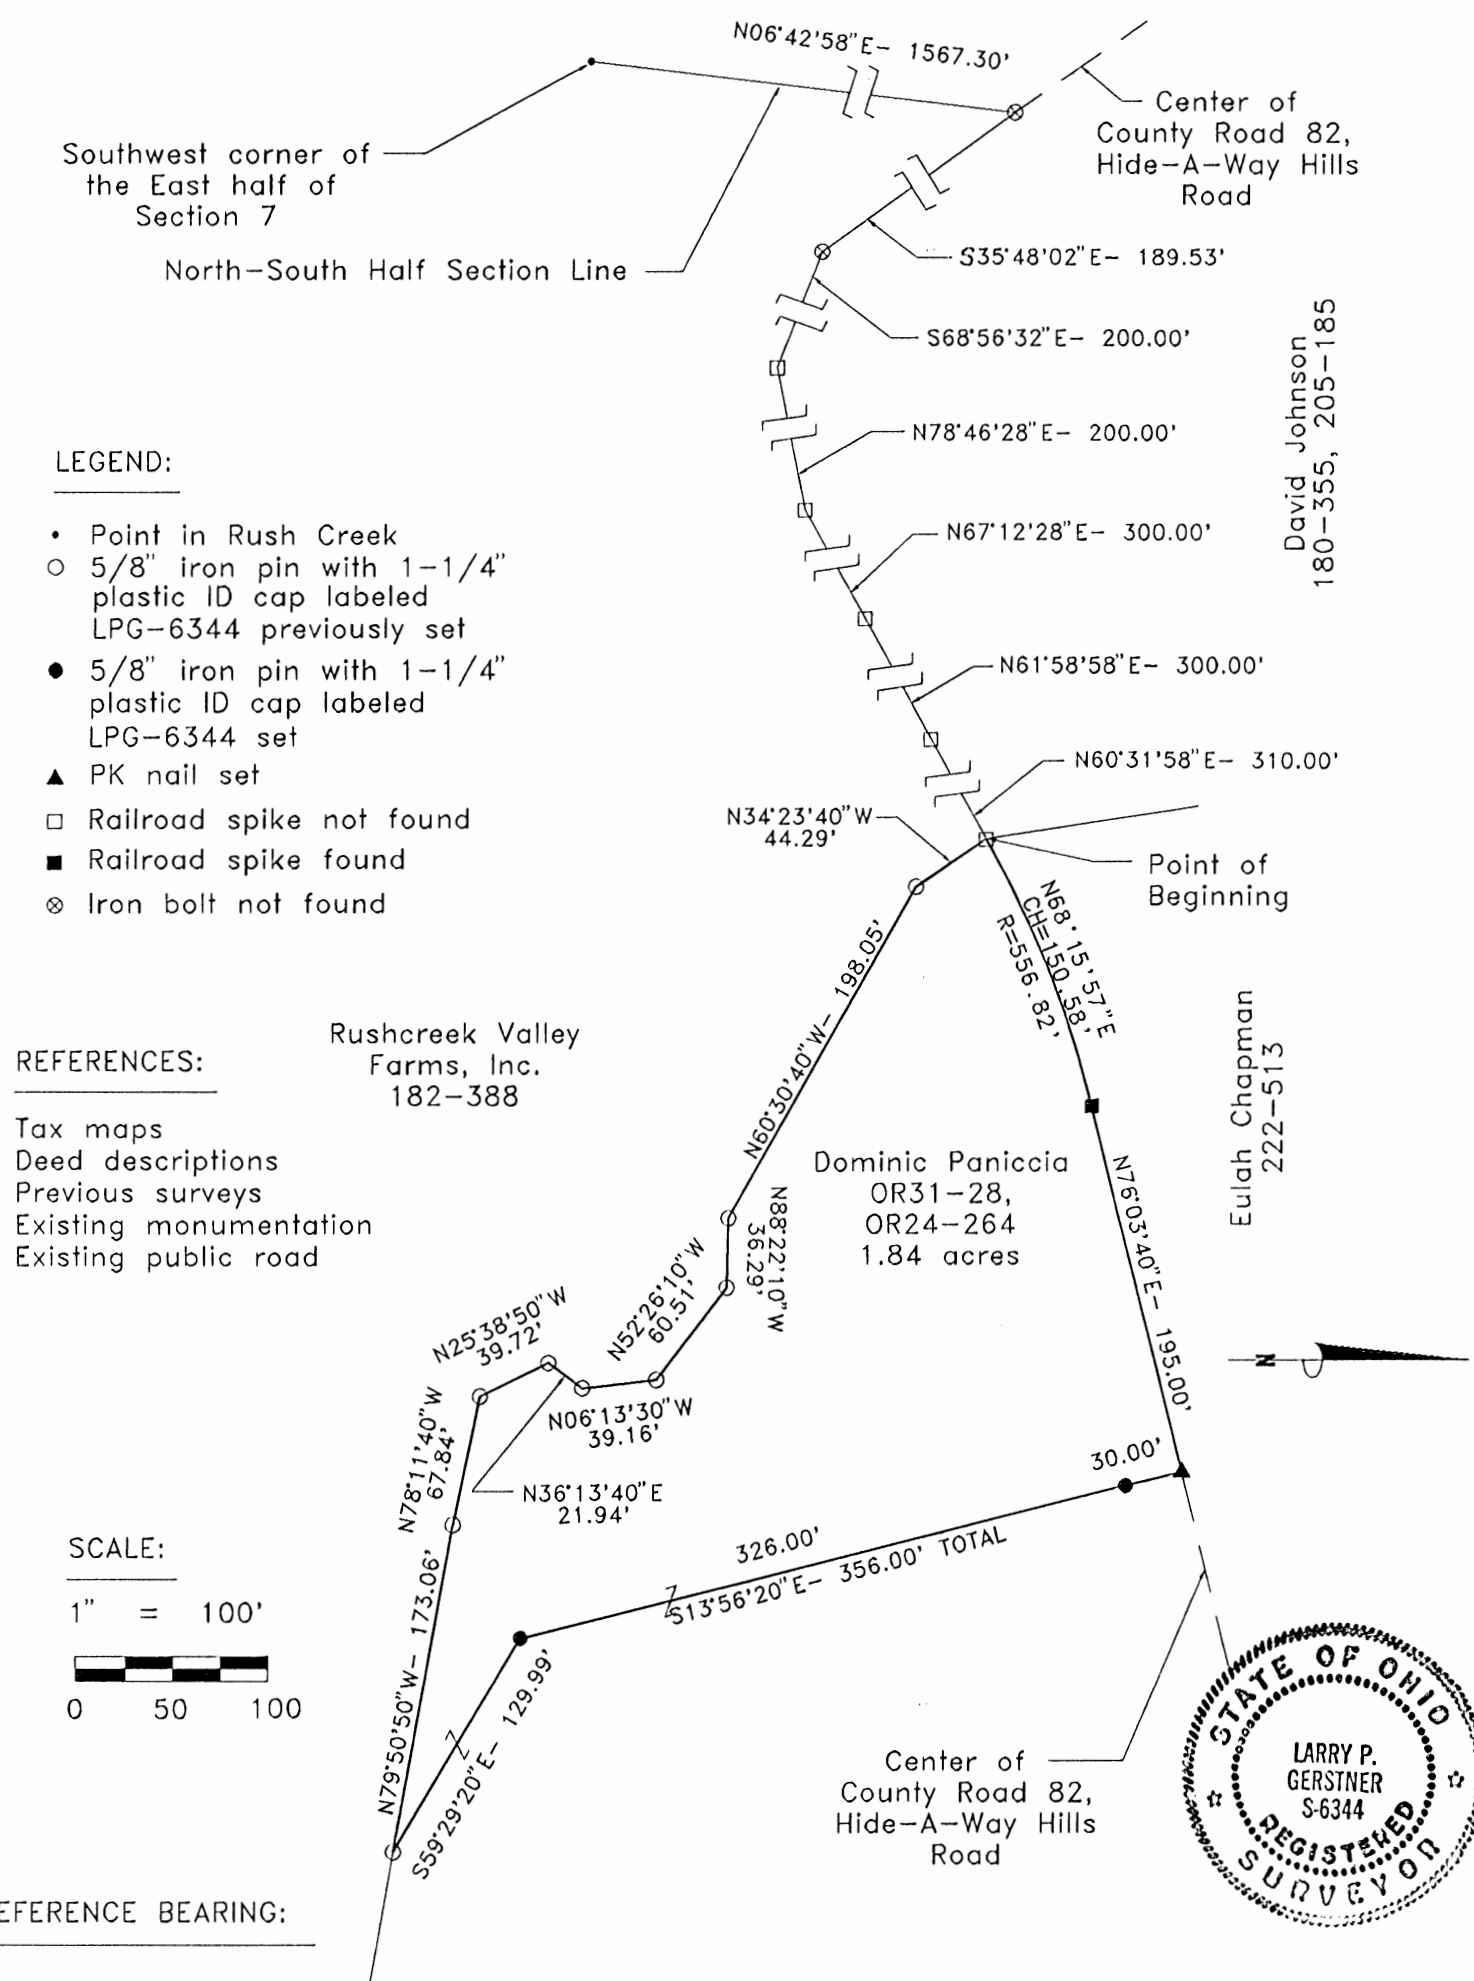 N06°42'58"E- 1567.30'
Center of
County Road 82,
Hide-A-Way Hills
Road
Southwest corner of
the East half of
Section 7
North-South Half Section Line
S35°48'02"E- 189.53'
S68°56'32"E- 200.00'
N78°46'28"E- 200.00'
N67°12'28"E- 300.00'
N61°58'58"E- 300.00'
N60°31'58"E- 310.00'
David Johnson
180-355, 205-185
LEGEND:
Point in Rush Creek
5/8" iron pin with 1-1/4"
plastic ID cap labeled
LPG-6344 previously set
5/8" iron pin with 1-1/4"
plastic ID cap labeled
LPG-6344 set
PK nail set
Railroad spike not found
Railroad spike found
Iron bolt not found
N34°23'40"W
44.29'
Point of
Beginning
N68°15'57"E
CH=150.58'
R=556.82'
N60°30'40"W- 198.05'
Rushcreek Valley
Farms, Inc.
182-388
Eulah Chapman
222-513
REFERENCES:
Tax maps
Deed descriptions
Previous surveys
Existing monumentation
Existing public road
Dominic Paniccia
OR31-28,
OR24-264
1.84 acres
N76°03'40"E- 195.00'
N88°22'10"W
36.29'
N52°26'10"W
60.51'
N25°38'50"W
39.72'
N06°13'30"W
39.16'
N36°13'40"E
21.94'
N78°11'40"W
67.84'
N
30.00'
326.00'
S13°56'20"E- 356.00' TOTAL
SCALE:
1" = 100'
0 50 100
N79°50'50"W- 173.06'
S59°29'20"E- 129.99'
Center of
County Road 82,
Hide-A-Way Hills
Road
STATE OF OHIO
LARRY P.
GERSTNER
S-6344
REGISTERED
SURVEYOR
EFERENCE BEARING: